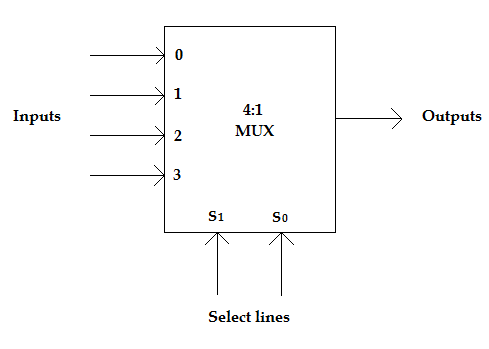 0
1
Inputs
4:1
MUX
Outputs
2
3
S1
S0
Select lines